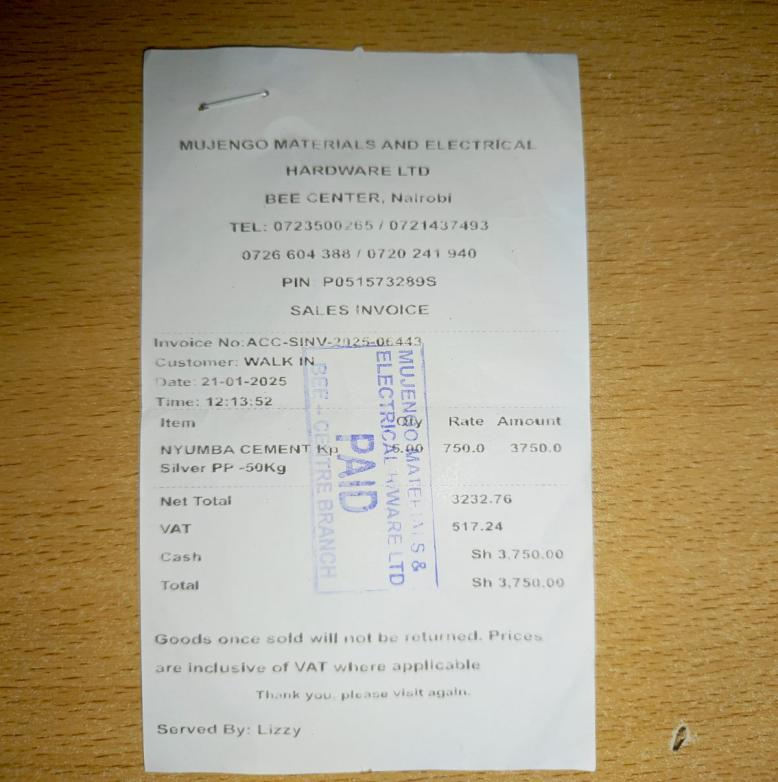 MUJENGO MATERIALS AND ELECTRICAL
HARDWARE LTD
BEE CENTER, Nairobi
TEL: 0723500265 / 0721437493
0726 604 388 / 0720 241 940
PIN P051573289S
SALES INVOICE
Invoice No:ACC-SINV-2025-06443
Customer: WALK IN
Date: 21-01-2025
Time: 12:13:52
Item Qty Rate Amount
NYUMBA CEMENT Kp 5.00 750.0 3750.0
Silver PP -50Kg
Net Total 3232.76
VAT 517.24
Cash Sh 3,750.00
Total Sh 3,750.00
Goods once sold will not be returned. Prices
are inclusive of VAT where applicable
Thank you, please visit again.
Served By: Lizzy
MUJENGO MATERIALS &
ELECTRICAL H/WARE LTD
PAID
BEE - CENTRE BRANCH